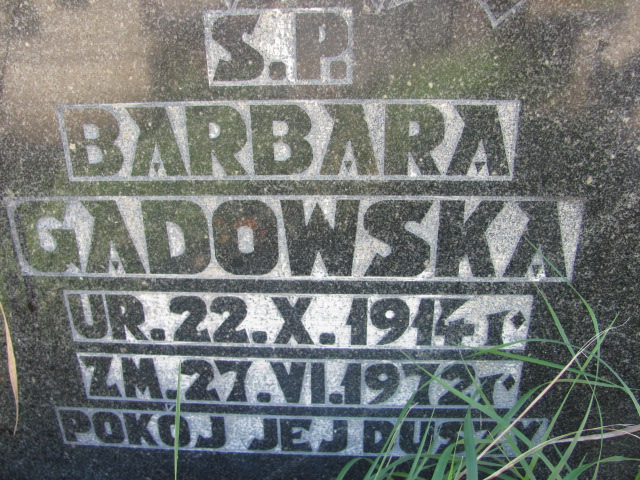 S.P.
BARBARA
GADOWSKA
UR. 22. X. 1914 r.
ZM. 27. VI. 1972 r.
POKÓJ JEJ DUSZY